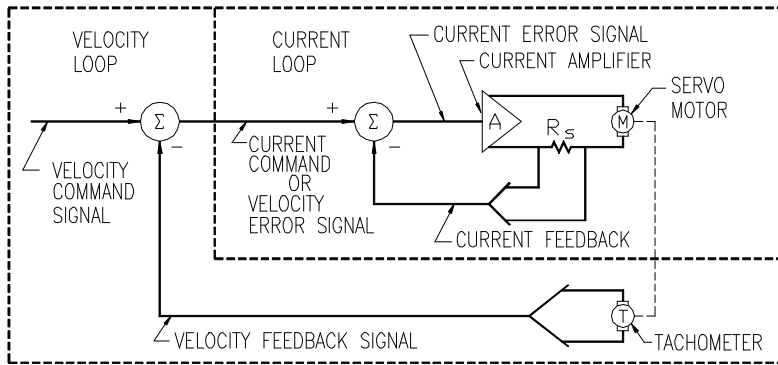 VELOCITY
LOOP
CURRENT
LOOP
CURRENT ERROR SIGNAL
CURRENT AMPLIFIER
SERVO
MOTOR
+
Σ
−
+
Σ
−
A
Rs
M
VELOCITY
COMMAND
SIGNAL
CURRENT
COMMAND
OR
VELOCITY
ERROR SIGNAL
CURRENT FEEDBACK
VELOCITY FEEDBACK SIGNAL
T
TACHOMETER